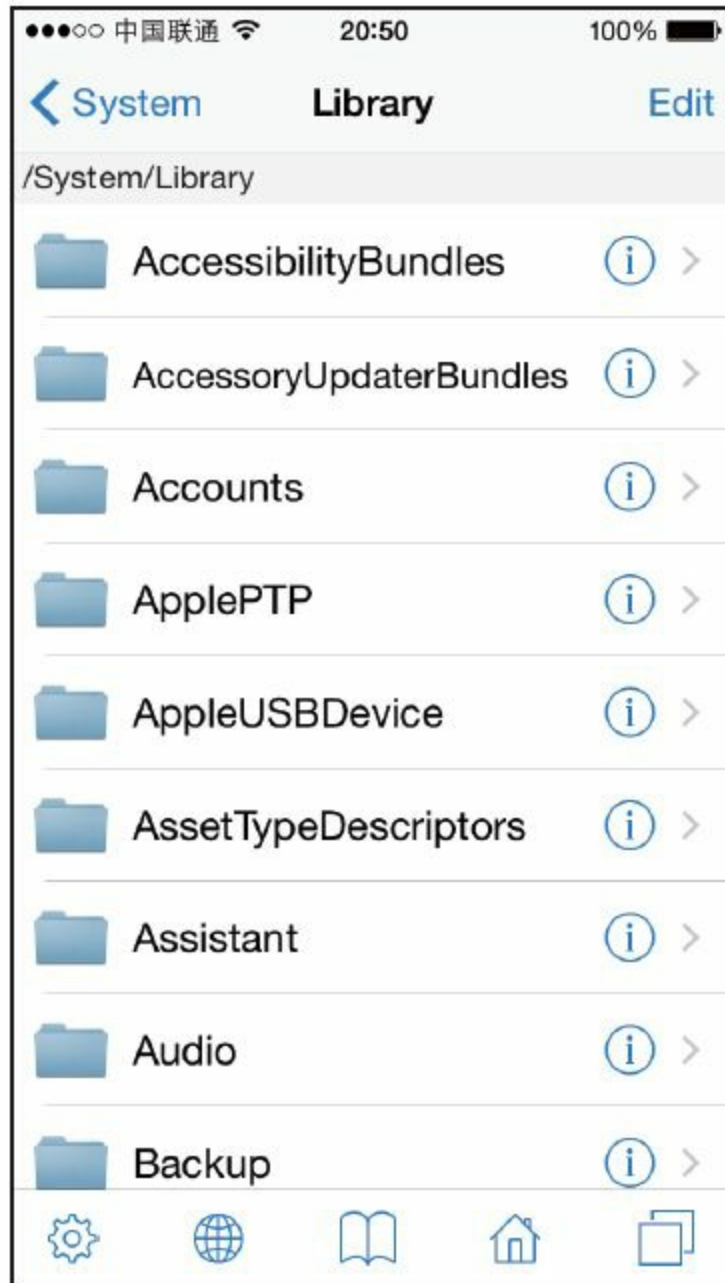 中国联通 20:50 100%
System Library Edit
/System/Library
AccessibilityBundles
AccessoryUpdaterBundles
Accounts
ApplePTP
AppleUSBDevice
AssetTypeDescriptors
Assistant
Audio
Backup